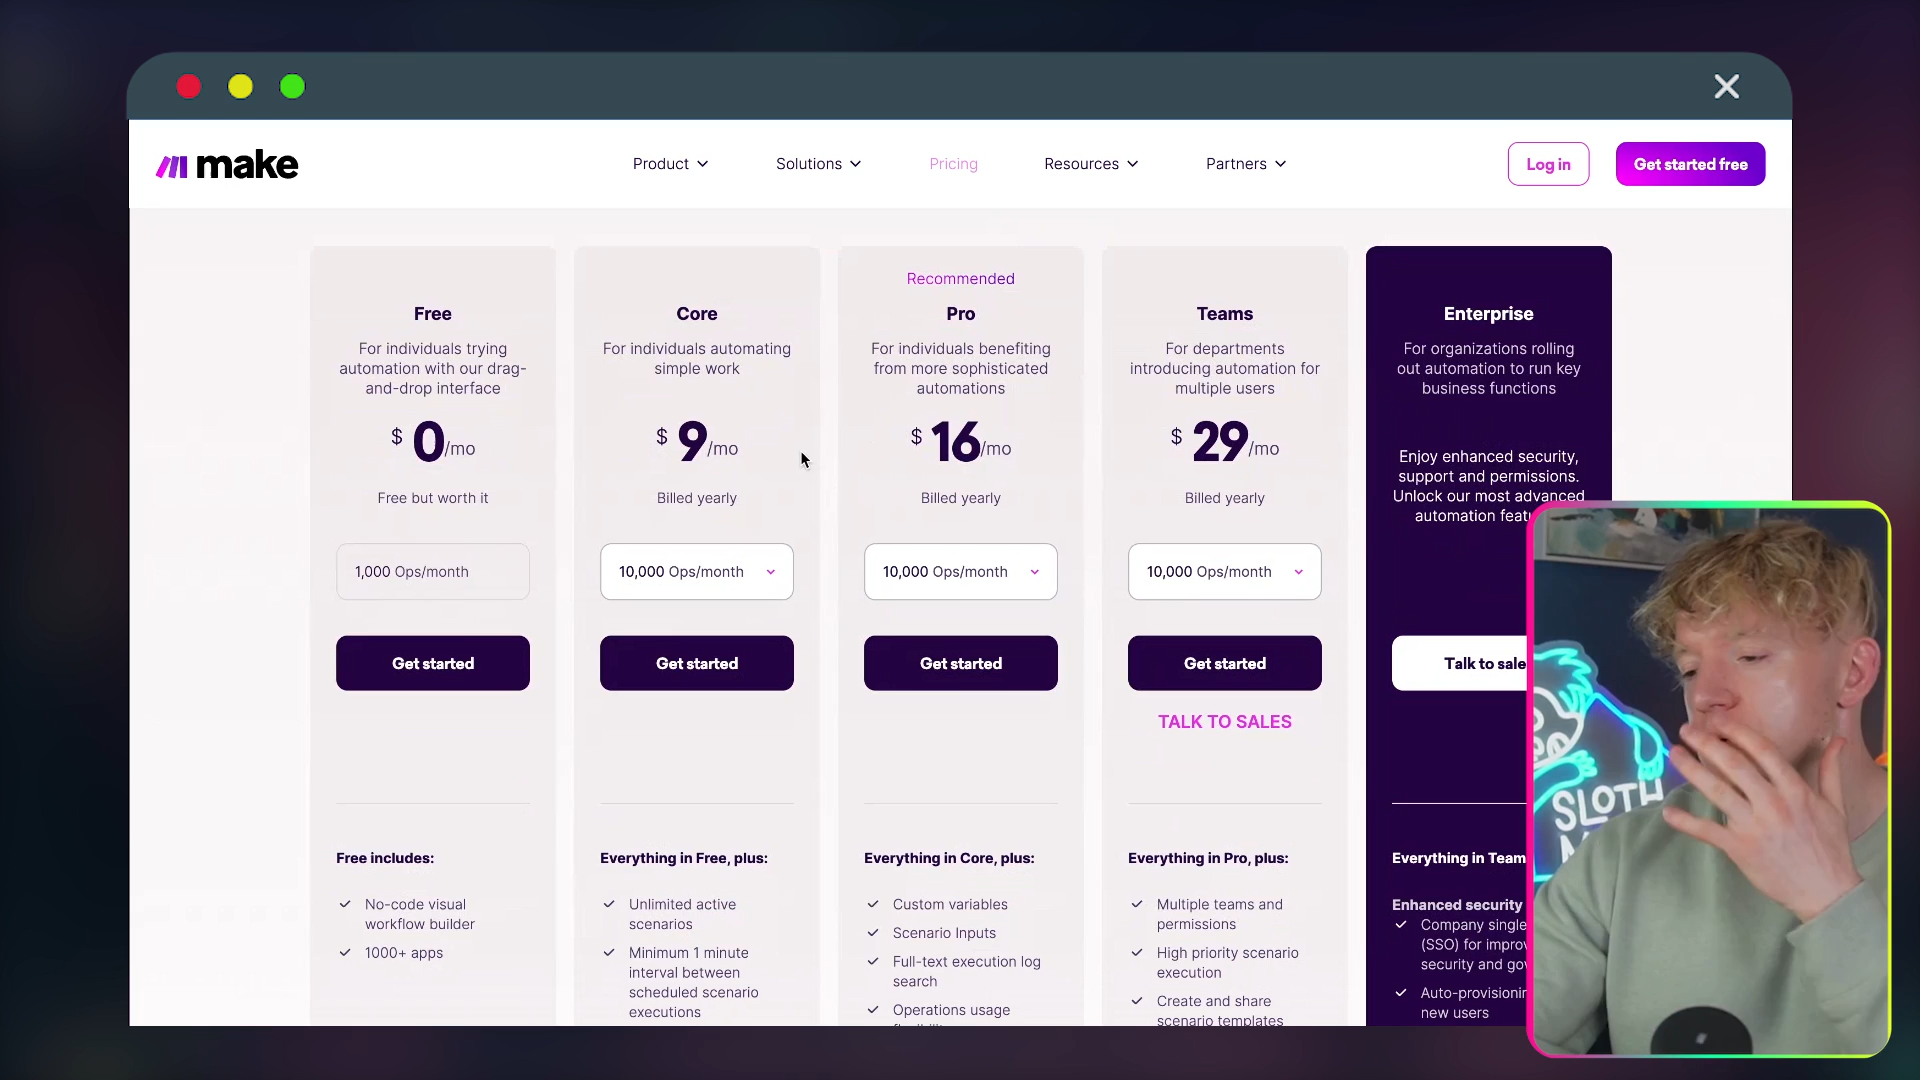 make
Product
Solutions
Pricing
Resources
Partners
Log in
Get started free
Free
For individuals trying
automation with our drag-
and-drop interface
$ 0/mo
Free but worth it
1,000 Ops/month
Get started
Free includes:
No-code visual
workflow builder
1000+ apps
Core
For individuals automating
simple work
$ 9/mo
Billed yearly
10,000 Ops/month
Get started
Everything in Free, plus:
Unlimited active
scenarios
Minimum 1 minute
interval between
scheduled scenario
executions
Recommended
Pro
For individuals benefiting
from more sophisticated
automations
$ 16/mo
Billed yearly
10,000 Ops/month
Get started
Everything in Core, plus:
Custom variables
Scenario Inputs
Full-text execution log
search
Operations usage
Teams
For departments
introducing automation for
multiple users
$ 29/mo
Billed yearly
10,000 Ops/month
Get started
TALK TO SALES
Everything in Pro, plus:
Multiple teams and
permissions
High priority scenario
execution
Create and share
scenario templates
Enterprise
For organizations rolling
out automation to run key
business functions
Enjoy enhanced security,
support and permissions.
Unlock our most advanced
automation
Talk to
Everything in
Enhanced security
Company single
(SSO) for
security and
new users
SLOTH